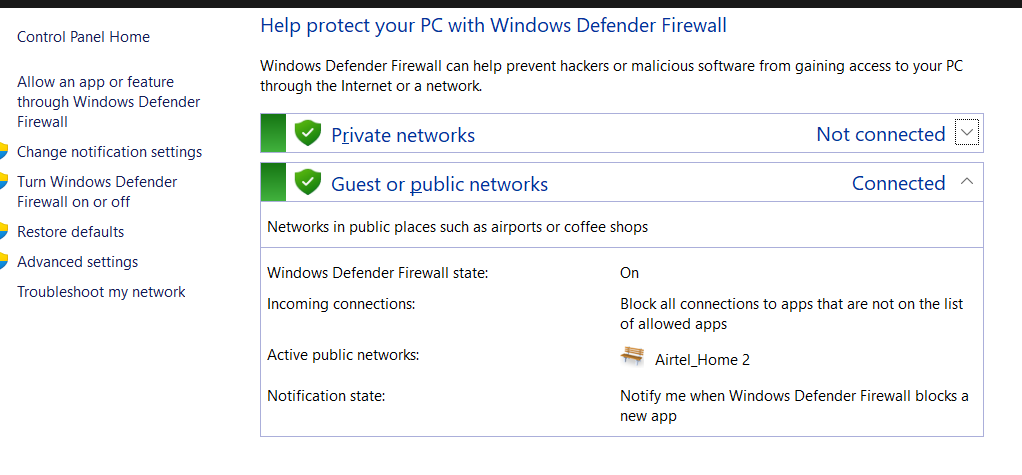 Control Panel Home
Allow an app or feature
through Windows Defender
Firewall
Change notification settings
Turn Windows Defender
Firewall on or off
Restore defaults
Advanced settings
Troubleshoot my network
Help protect your PC with Windows Defender Firewall
Windows Defender Firewall can help prevent hackers or malicious software from gaining access to your PC
through the Internet or a network.
Private networks Not connected
Guest or public networks Connected
Networks in public places such as airports or coffee shops
Windows Defender Firewall state: On
Incoming connections: Block all connections to apps that are not on the list
of allowed apps
Active public networks: Airtel_Home 2
Notification state: Notify me when Windows Defender Firewall blocks a
new app